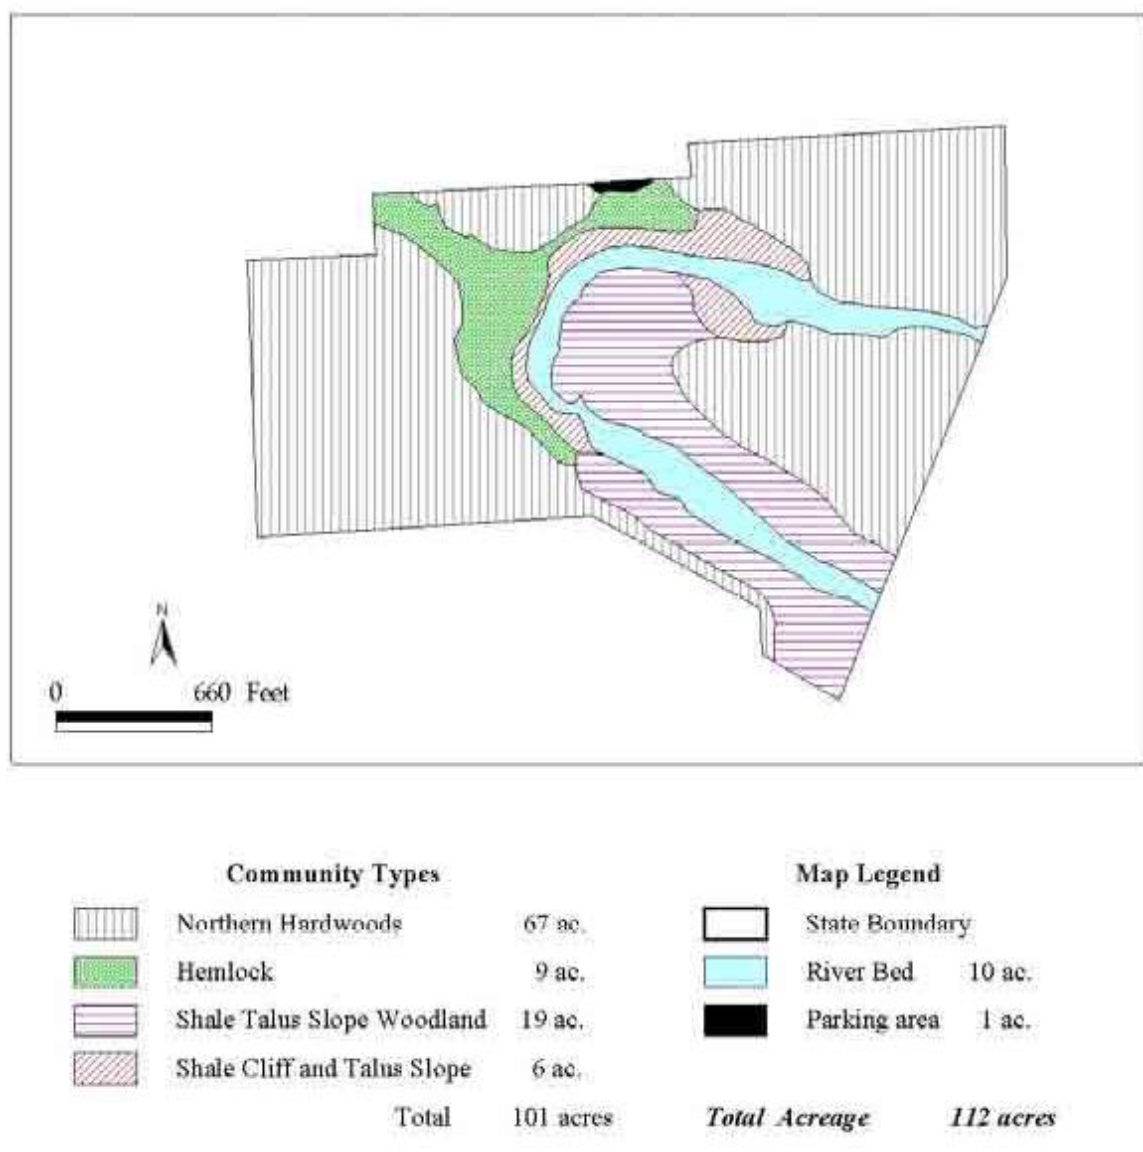 N
0 660 Feet
Community Types
Northern Hardwoods 67 ac.
Hemlock 9 ac.
Shale Talus Slope Woodland 19 ac.
Shale Cliff and Talus Slope 6 ac.
Total 101 acres
Map Legend
State Boundary
River Bed 10 ac.
Parking area 1 ac.
Total Acreage 112 acres